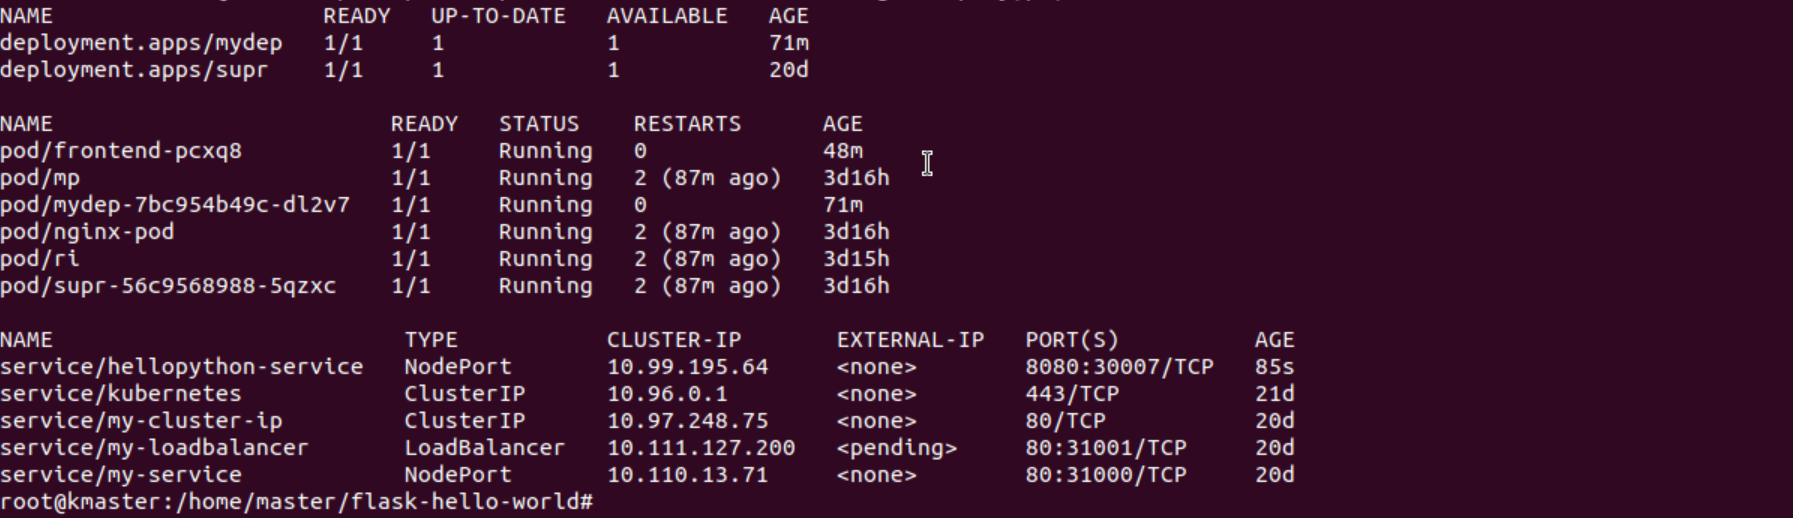 NAME READY UP-TO-DATE AVAILABLE AGE
deployment.apps/mydep 1/1 1 1 71m
deployment.apps/supr 1/1 1 1 20d
NAME READY STATUS RESTARTS AGE
pod/frontend-pcxq8 1/1 Running 0 48m
pod/mp 1/1 Running 2 (87m ago) 3d16h
pod/mydep-7bc954b49c-dl2v7 1/1 Running 0 71m
pod/nginx-pod 1/1 Running 2 (87m ago) 3d16h
pod/ri 1/1 Running 2 (87m ago) 3d15h
pod/supr-56c9568988-5qzxc 1/1 Running 2 (87m ago) 3d16h
NAME TYPE CLUSTER-IP EXTERNAL-IP PORT(S) AGE
service/hellopython-service NodePort 10.99.195.64 <none> 8080:30007/TCP 85s
service/kubernetes ClusterIP 10.96.0.1 <none> 443/TCP 21d
service/my-cluster-ip ClusterIP 10.97.248.75 <none> 80/TCP 20d
service/my-loadbalancer LoadBalancer 10.111.127.200 <pending> 80:31001/TCP 20d
service/my-service NodePort 10.110.13.71 <none> 80:31000/TCP 20d
root@kmaster:/home/master/flask-hello-world#